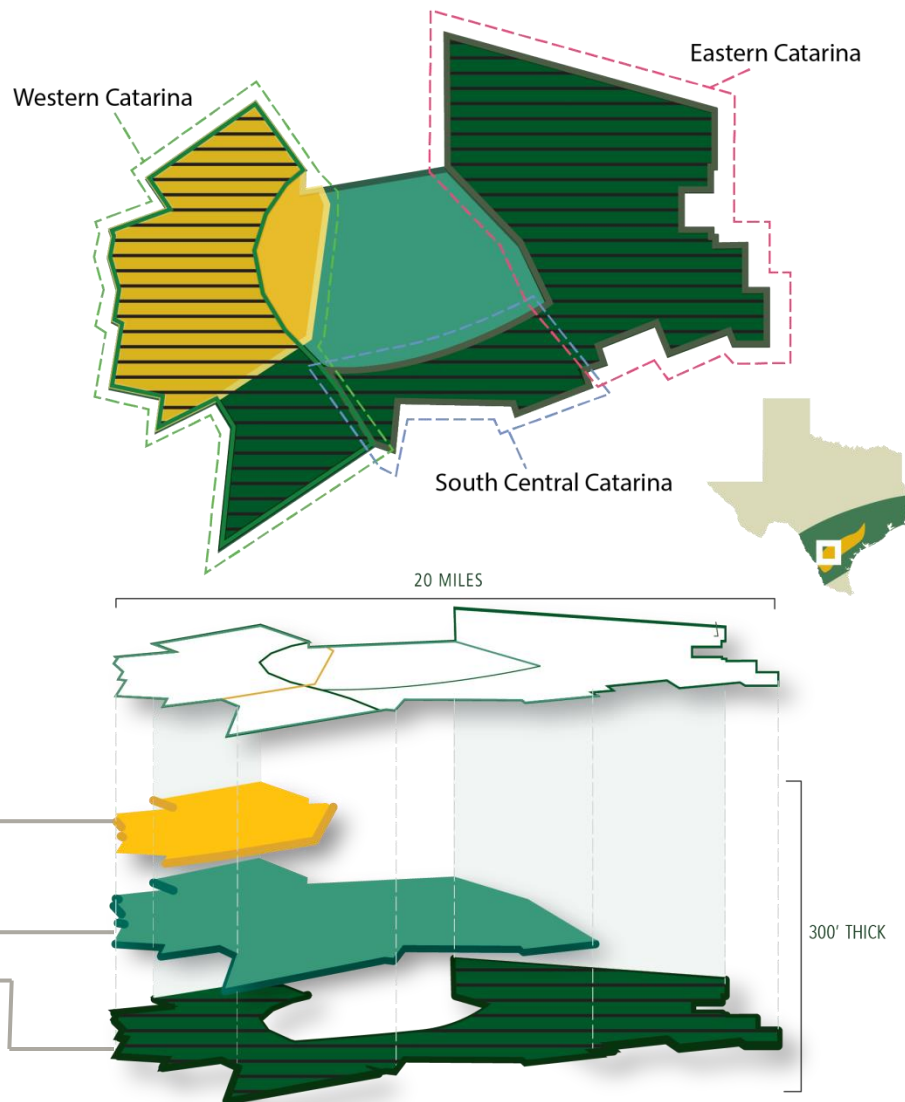 Eastern Catarina
Western Catarina
South Central Catarina
20 MILES
300' THICK